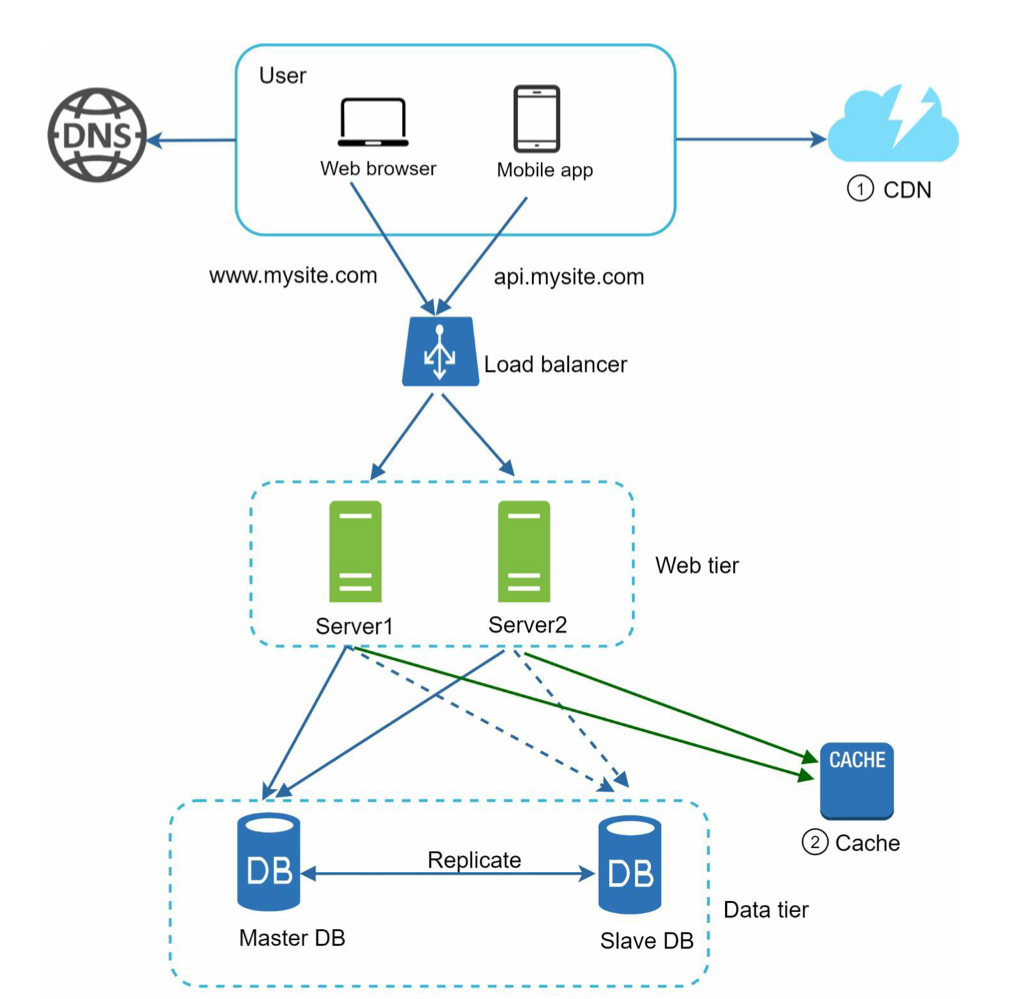 User
DNS
Web browser
Mobile app
1 CDN
www.mysite.com
api.mysite.com
Load balancer
Web tier
Server1
Server2
CACHE
2 Cache
Replicate
DB
DB
Data tier
Master DB
Slave DB